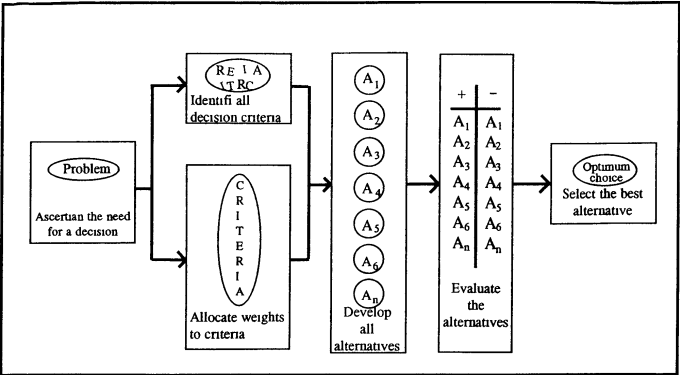 Problem
Ascertian the need
for a decision
R E I A
I T R C
Identifi all
decision criteria
C
R
I
T
E
R
I
A
Allocate weights
to criteria
A1
A2
A3
A4
A5
A6
An
Develop
all
alternatives
+ -
A1 A1
A2 A2
A3 A3
A4 A4
A5 A5
A6 A6
An An
Evaluate
the
alternatives
Optimum
choice
Select the best
alternative